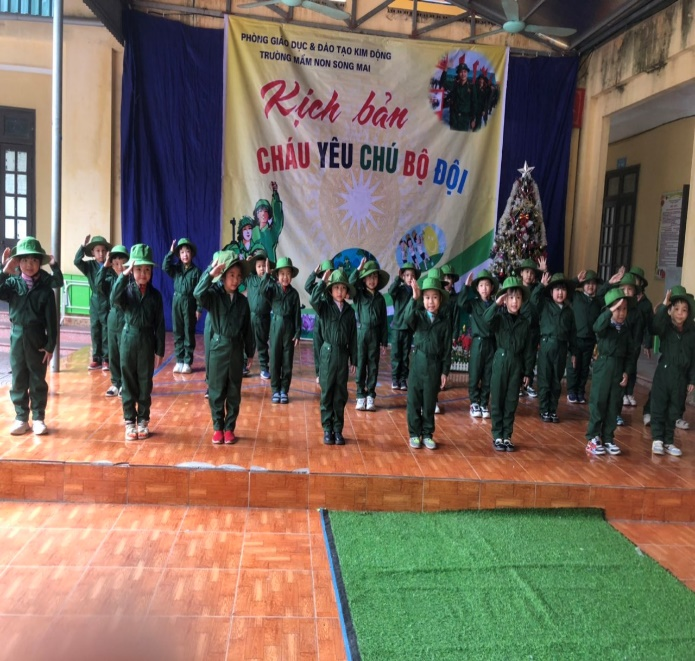 PHÒNG GIÁO DỤC & ĐÀO TẠO KIM ĐỘNG
TRƯỜNG MẦM NON SONG MAI
Kịch bản
CHÁU YÊU CHÚ BỘ ĐỘI